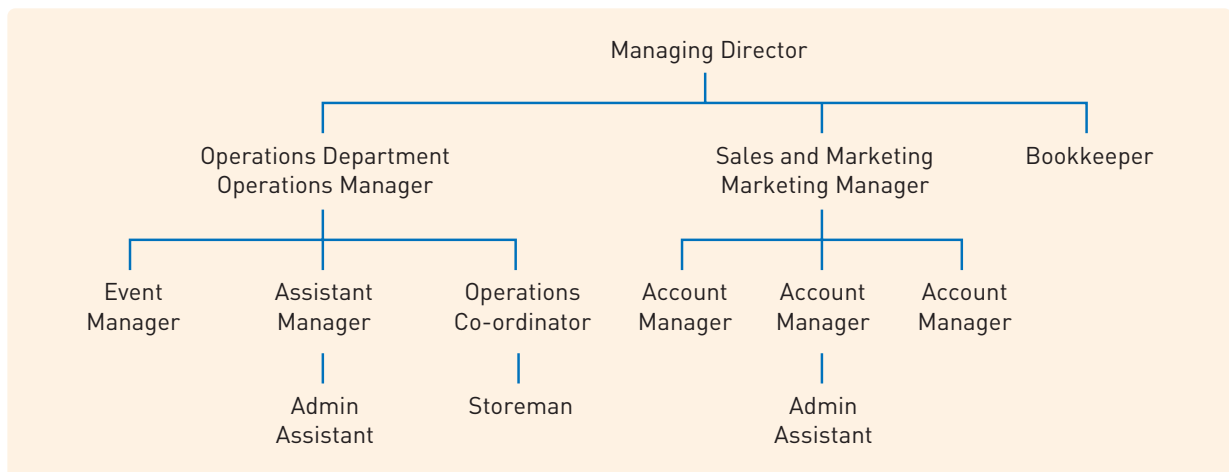 Managing Director
Operations Department
Operations Manager
Sales and Marketing
Marketing Manager
Bookkeeper
Event
Manager
Assistant
Manager
Operations
Co-ordinator
Account
Manager
Account
Manager
Account
Manager
Admin
Assistant
Storeman
Admin
Assistant